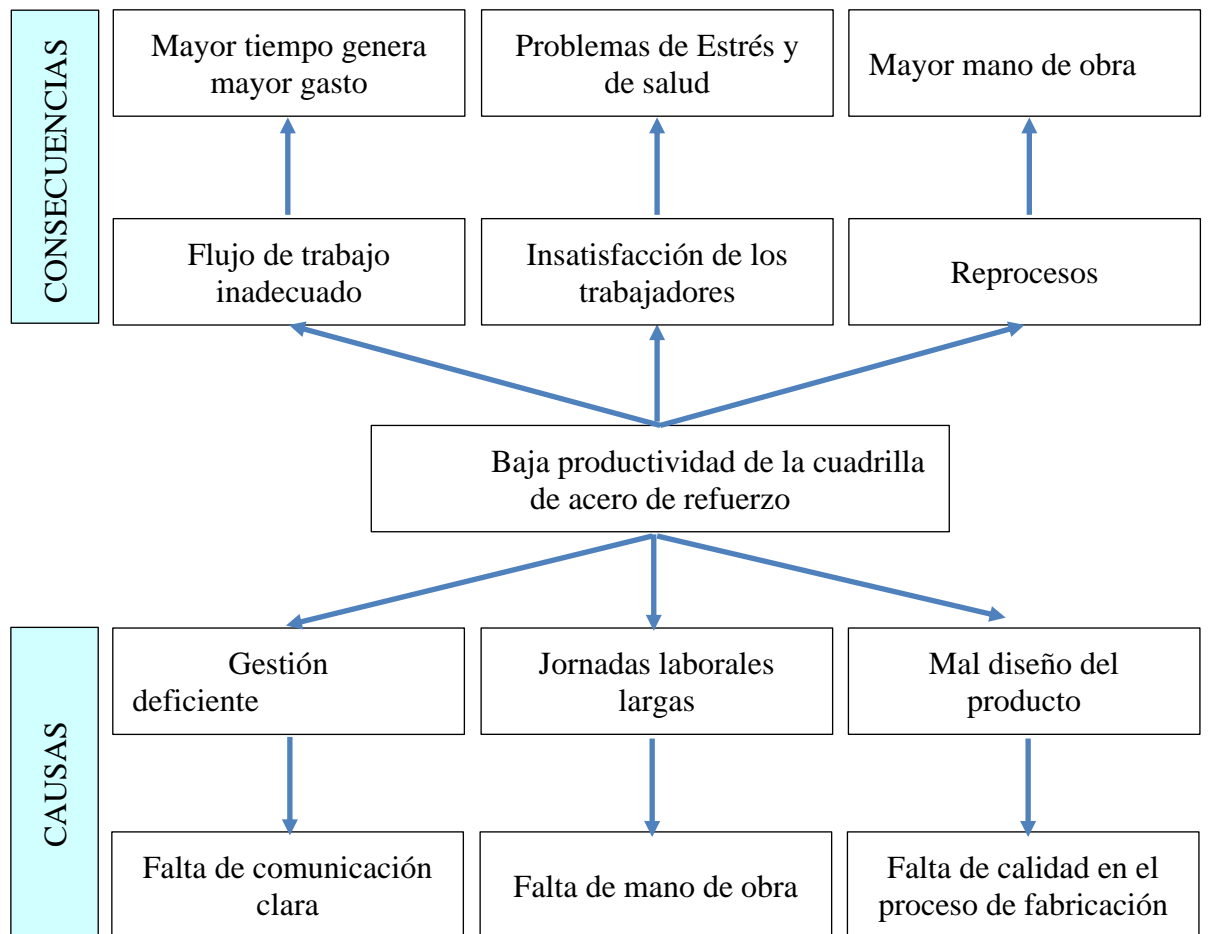 CONSECUENCIAS
Mayor tiempo genera
mayor gasto
Problemas de Estrés y
de salud
Mayor mano de obra
Flujo de trabajo
inadecuado
Insatisfacción de los
trabajadores
Reprocesos
Baja productividad de la cuadrilla
de acero de refuerzo
CAUSAS
Gestión
deficiente
Jornadas laborales
largas
Mal diseño del
producto
Falta de comunicación
clara
Falta de mano de obra
Falta de calidad en el
proceso de fabricación